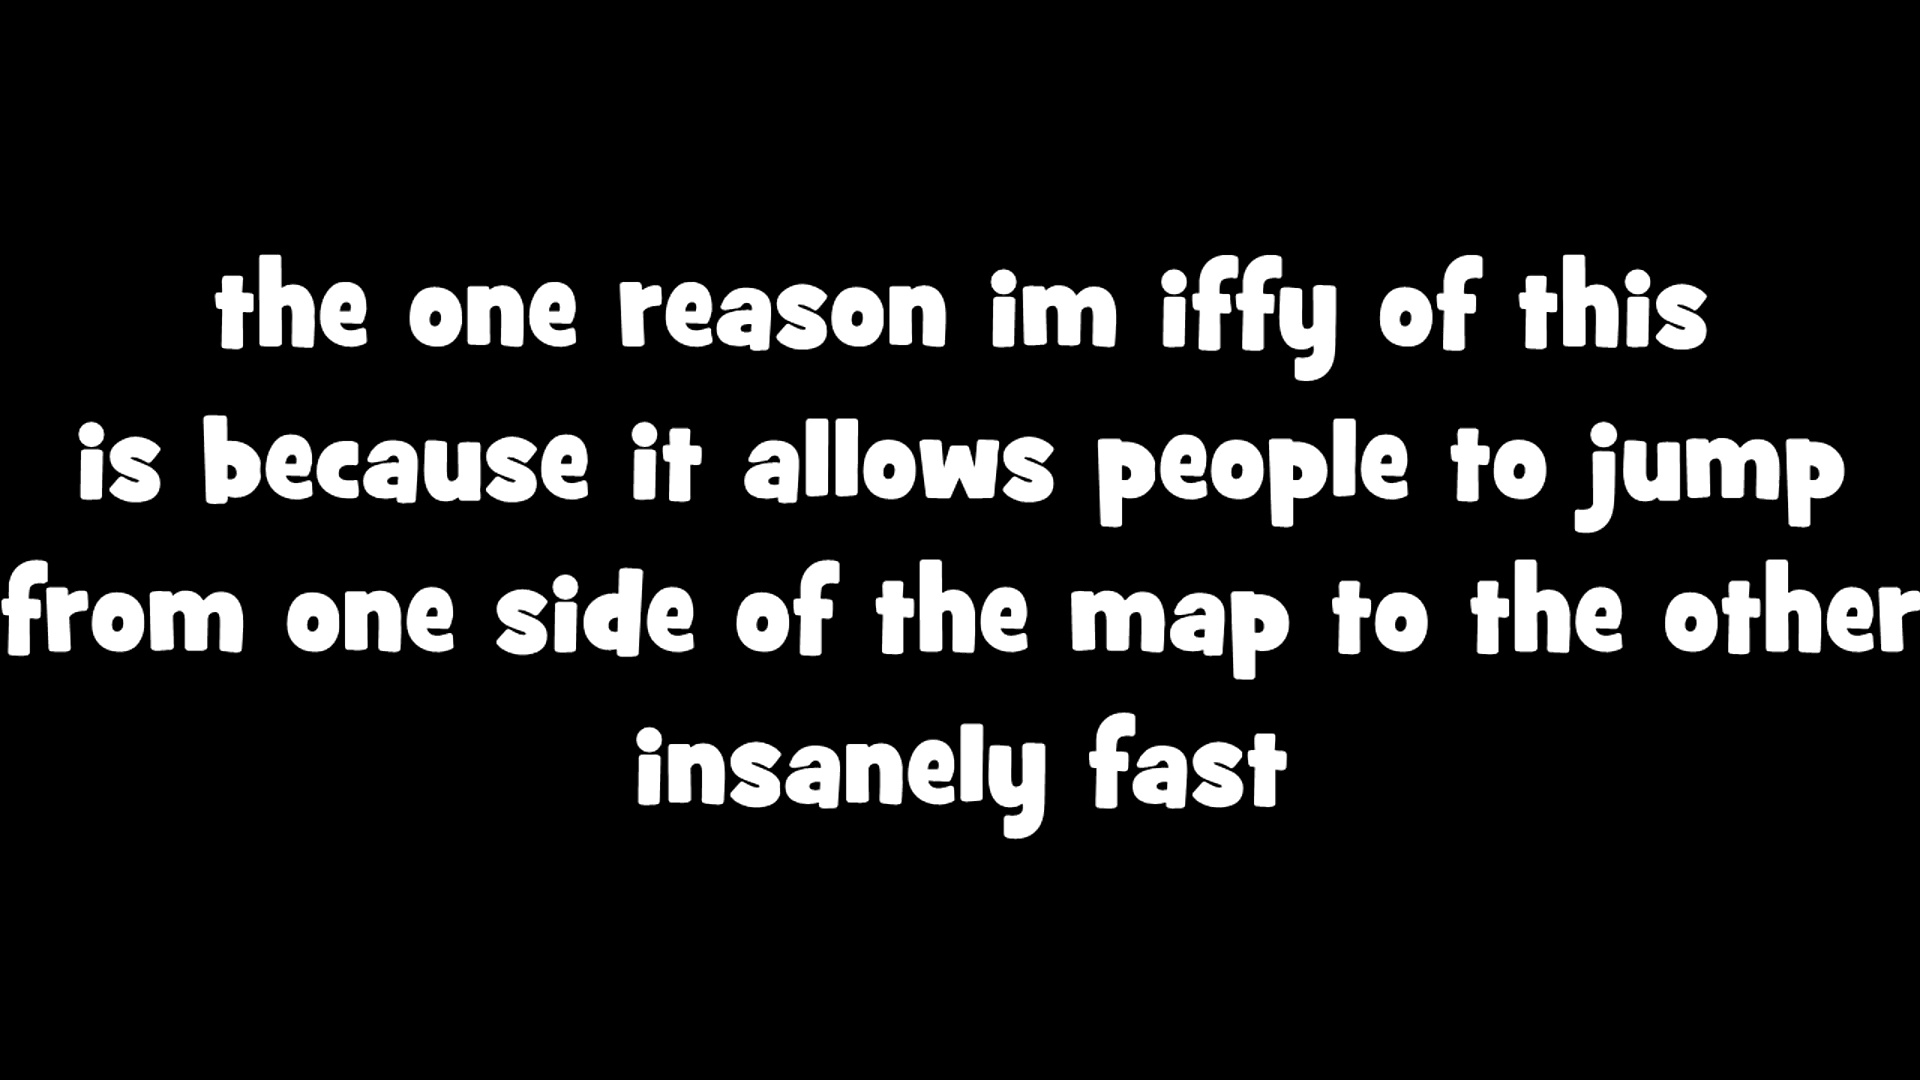 the one reason im iffy of this
is because it allows people to jump
from one side of the map to the other
insanely fast